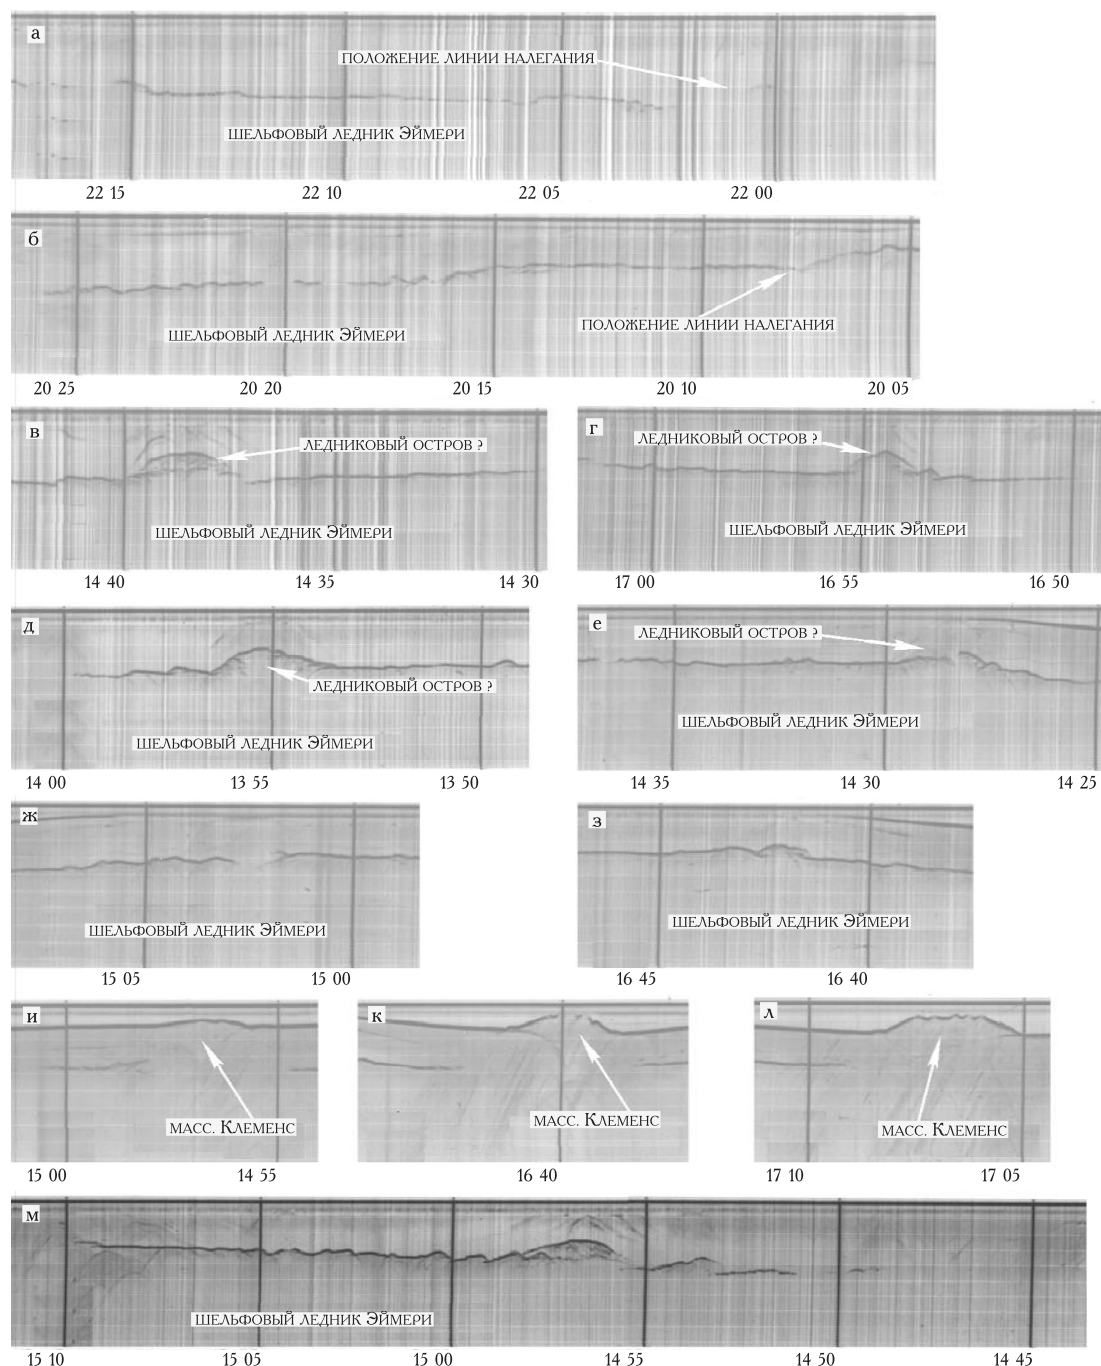 а
ПОЛОЖЕНИЕ ЛИНИИ НАЛЕГАНИЯ
ШЕЛЬФОВЫЙ ЛЕДНИК ЭЙМЕРИ
22 15 22 10 22 05 22 00
б
ПОЛОЖЕНИЕ ЛИНИИ НАЛЕГАНИЯ
ШЕЛЬФОВЫЙ ЛЕДНИК ЭЙМЕРИ
20 25 20 20 20 15 20 10 20 05
в
ЛЕДНИКОВЫЙ ОСТРОВ ?
ШЕЛЬФОВЫЙ ЛЕДНИК ЭЙМЕРИ
14 40 14 35 14 30
г
ЛЕДНИКОВЫЙ ОСТРОВ ?
ШЕЛЬФОВЫЙ ЛЕДНИК ЭЙМЕРИ
17 00 16 55 16 50
д
ЛЕДНИКОВЫЙ ОСТРОВ ?
ШЕЛЬФОВЫЙ ЛЕДНИК ЭЙМЕРИ
14 00 13 55 13 50
е
ЛЕДНИКОВЫЙ ОСТРОВ ?
ШЕЛЬФОВЫЙ ЛЕДНИК ЭЙМЕРИ
14 35 14 30 14 25
ж
ШЕЛЬФОВЫЙ ЛЕДНИК ЭЙМЕРИ
15 05 15 00
з
ШЕЛЬФОВЫЙ ЛЕДНИК ЭЙМЕРИ
16 45 16 40
и
МАСС. КЛЕМЕНС
15 00 14 55
к
МАСС. КЛЕМЕНС
16 40
л
МАСС. КЛЕМЕНС
17 10 17 05
м
ШЕЛЬФОВЫЙ ЛЕДНИК ЭЙМЕРИ
15 10 15 05 15 00 14 55 14 50 14 45